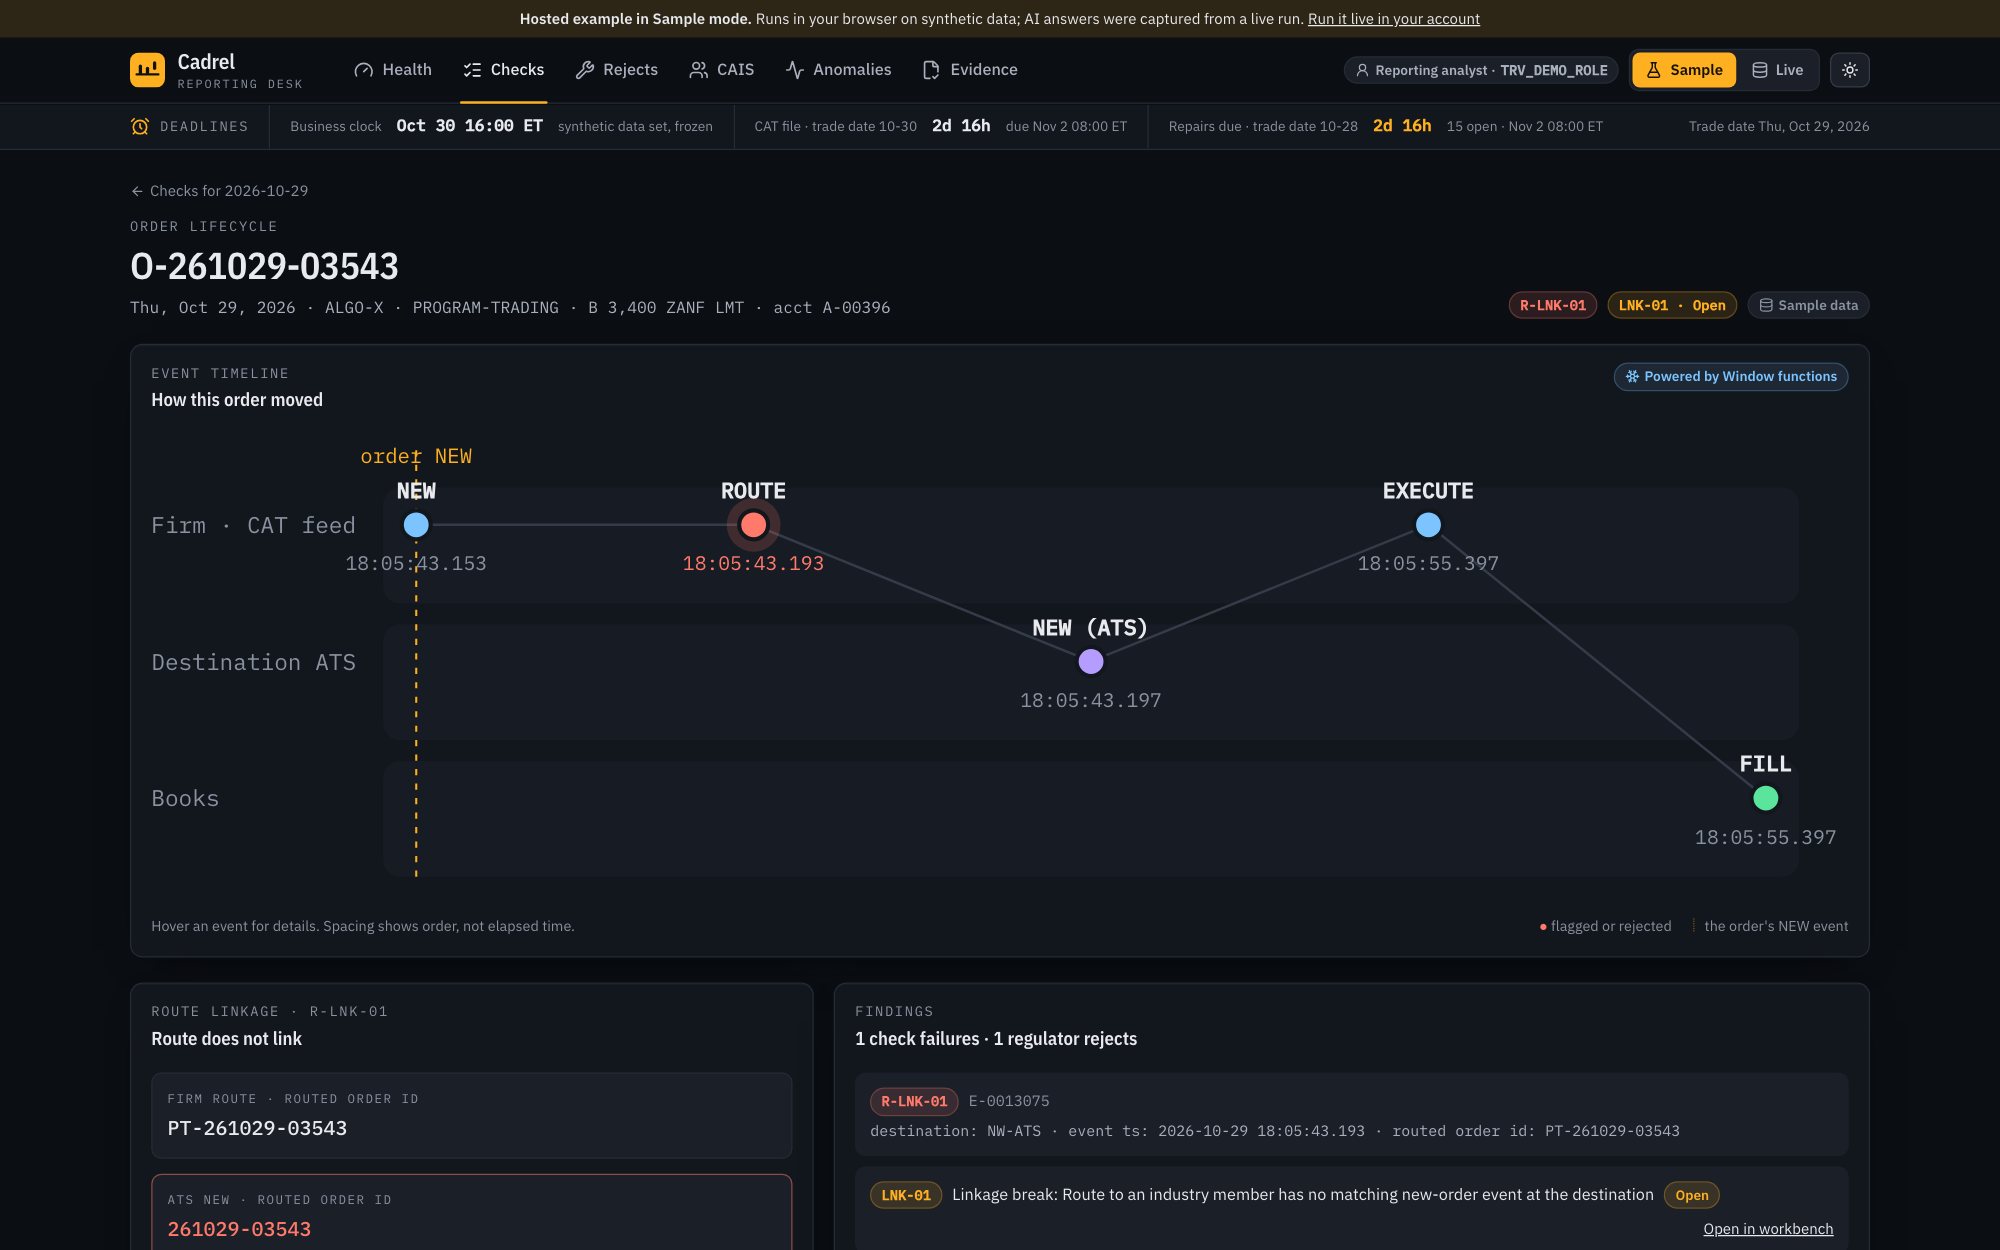 Hosted example in Sample mode. Runs in your browser on synthetic data; AI answers were captured from a live run. Run it live in your account
Cadrel
REPORTING DESK
Health
Checks
Rejects
CAIS
Anomalies
Evidence
Reporting analyst · TRV_DEMO_ROLE
Sample
Live
DEADLINES
Business clock Oct 30 16:00 ET synthetic data set, frozen
CAT file · trade date 10-30 2d 16h due Nov 2 08:00 ET
Repairs due · trade date 10-28 2d 16h 15 open · Nov 2 08:00 ET
Trade date Thu, Oct 29, 2026
← Checks for 2026-10-29
ORDER LIFECYCLE
O-261029-03543
Thu, Oct 29, 2026 · ALGO-X · PROGRAM-TRADING · B 3,400 ZANF LMT · acct A-00396
R-LNK-01
LNK-01 · Open
Sample data
EVENT TIMELINE
How this order moved
Powered by Window functions
order NEW
NEW
ROUTE
EXECUTE
Firm · CAT feed
18:05:43.153
18:05:43.193
18:05:55.397
NEW (ATS)
Destination ATS
18:05:43.197
FILL
Books
18:05:55.397
Hover an event for details. Spacing shows order, not elapsed time.
flagged or rejected
the order's NEW event
ROUTE LINKAGE · R-LNK-01
Route does not link
FIRM ROUTE · ROUTED ORDER ID
PT-261029-03543
ATS NEW · ROUTED ORDER ID
261029-03543
FINDINGS
1 check failures · 1 regulator rejects
R-LNK-01 E-0013075
destination: NW-ATS · event ts: 2026-10-29 18:05:43.193 · routed order id: PT-261029-03543
LNK-01 Linkage break: Route to an industry member has no matching new-order event at the destination Open
Open in workbench